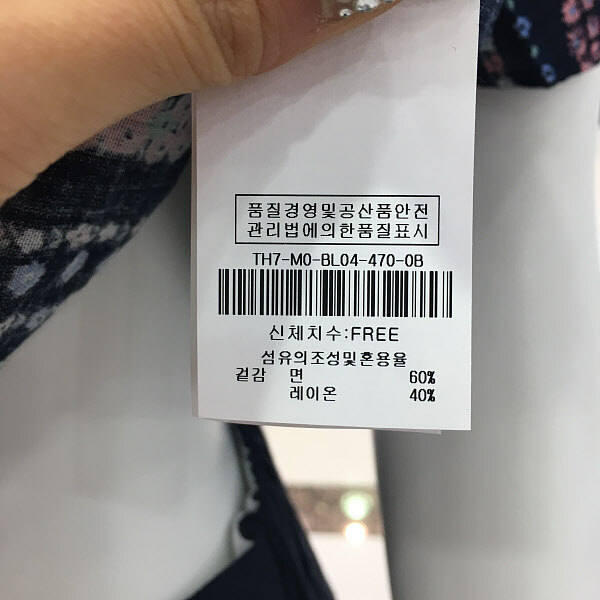 품질경영및공산품안전
관리법에의한품질표시
TH7-M0-BL04-470-0B
신체치수:FREE
섬유의조성및혼용율
겉감 면 60%
레이온 40%